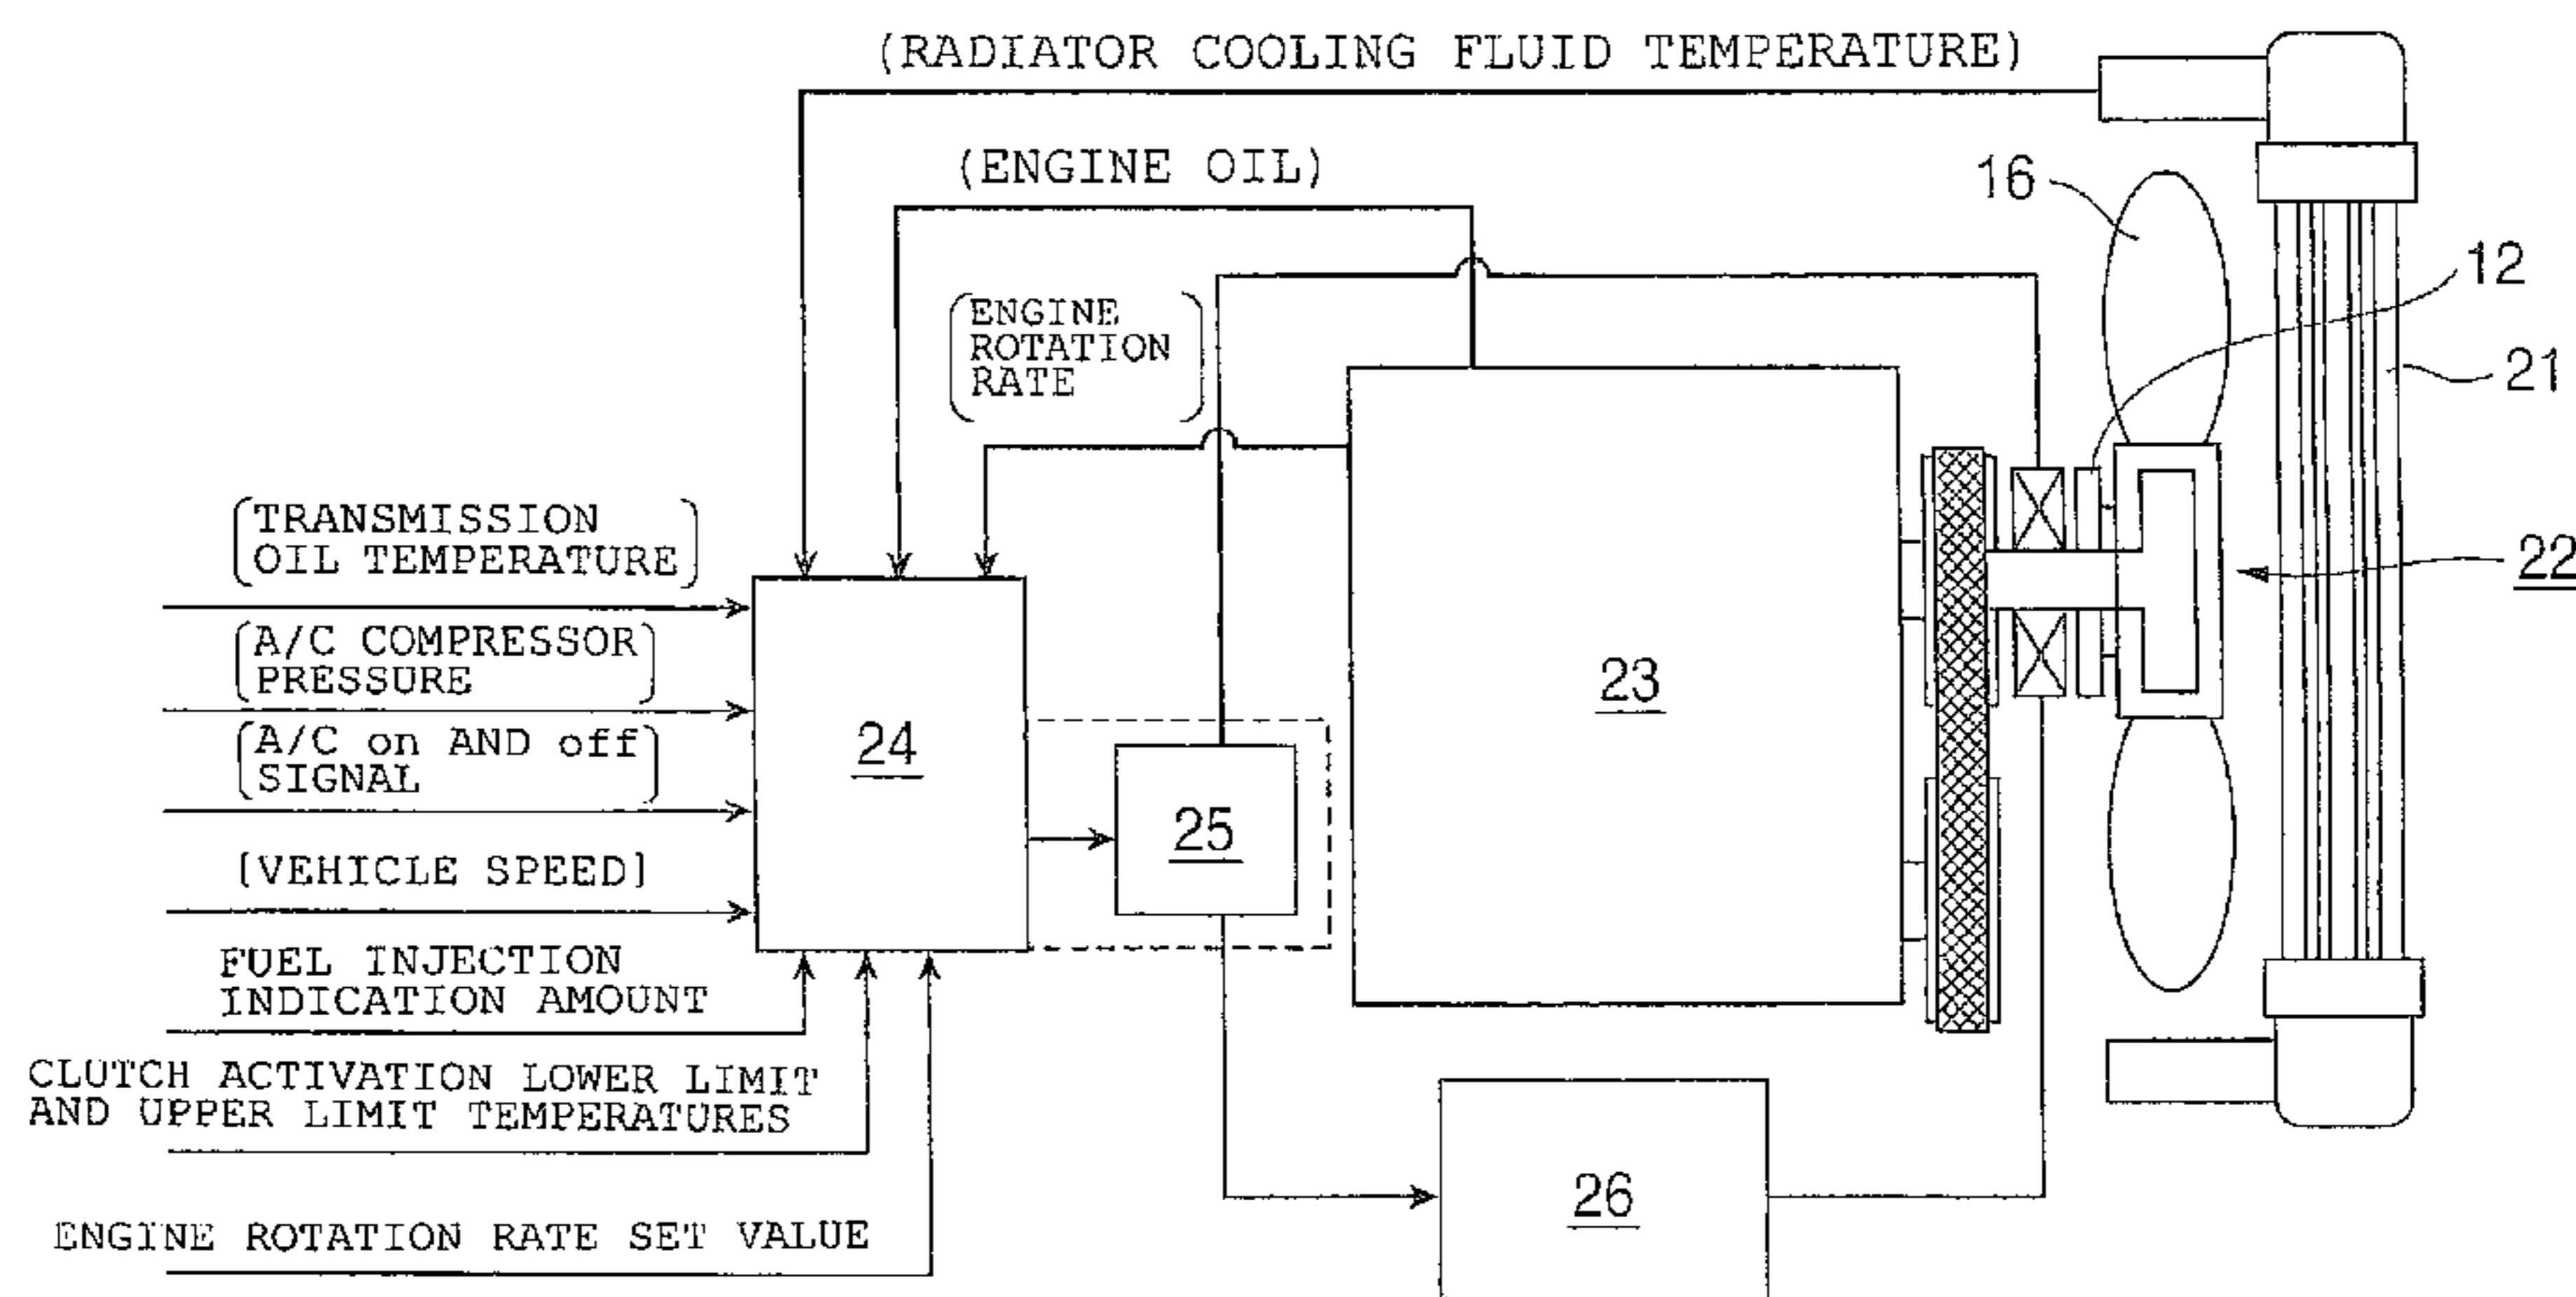 (RADIATOR COOLING FLUID TEMPERATURE)
(ENGINE OIL)
16
12
ENGINE
ROTATION
RATE
21
TRANSMISSION
OIL TEMPERATURE
22
A/C COMPRESSOR
PRESSURE
23
A/C on AND off
SIGNAL
24
25
[VEHICLE SPEED]
FUEL INJECTION
INDICATION AMOUNT
CLUTCH ACTIVATION LOWER LIMIT
AND UPPER LIMIT TEMPERATURES
26
ENGINE ROTATION RATE SET VALUE